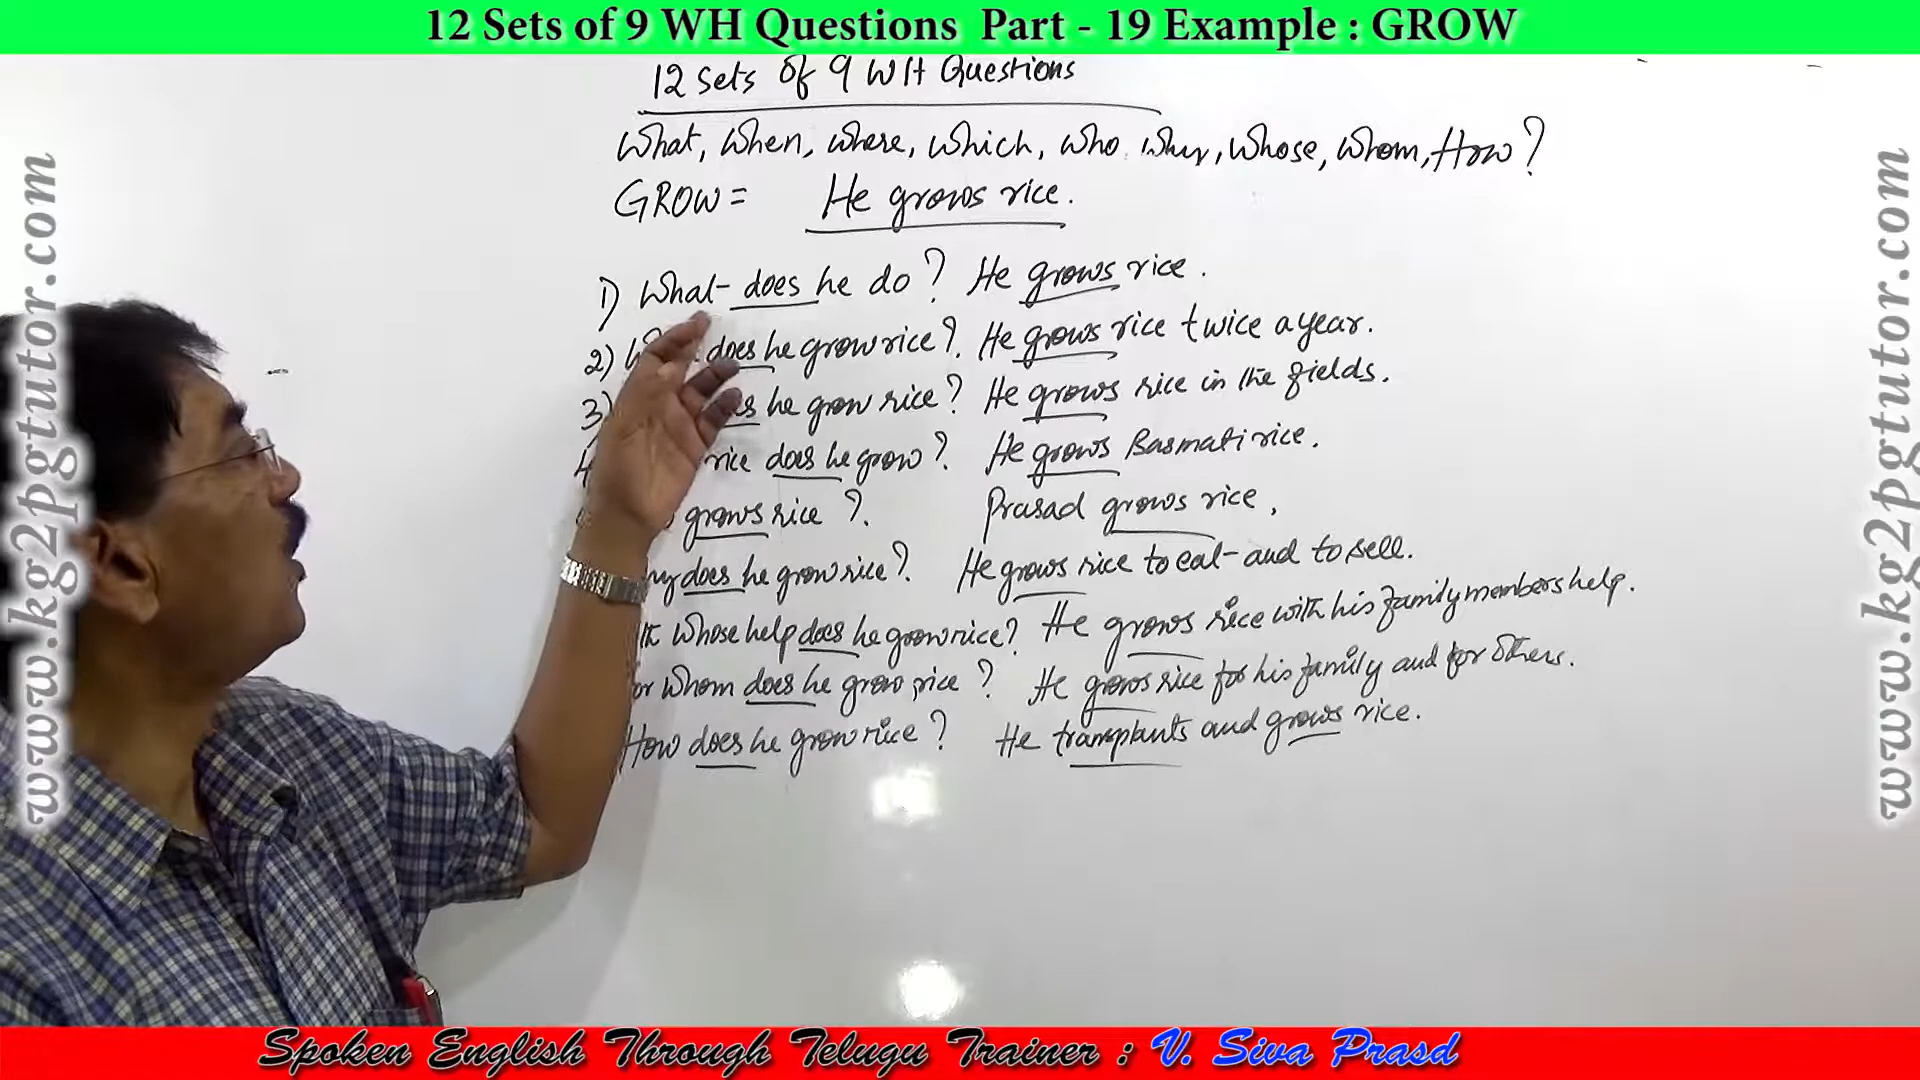 12 Sets of 9 WH Questions Part - 19 Example : GROW
12 Sets of 9 WH Questions
What, When, Where, Which, Who, Why, Whose, Whom, How?
GROW = He grows rice.
1) What does he do? He grows rice.
2) does he grow rice? He grows rice twice a year.
3) he grow rice? He grows rice in the fields.
4 rice does he grow? He grows Basmati rice.
grows rice? Prasad grows rice.
does he grow rice? He grows rice to eat and to sell.
Whose help does he grow rice? He grows rice with his family members help.
or Whom does he grow rice? He grows rice for his family and for others.
How does he grow rice? He transplants and grows rice.
www.kg2pgtutor.com
www.kg2pgtutor.com
Spoken English Through Telugu Trainer : V. Siva Prasd